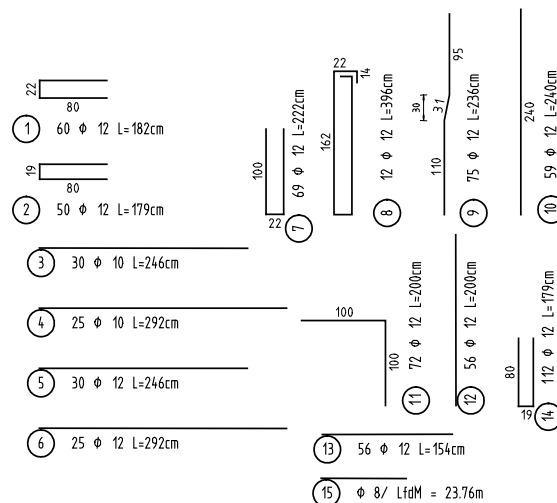 22
80
1 60 ϕ 12 L=182cm
19
80
2 50 ϕ 12 L=179cm
3 30 ϕ 10 L=246cm
4 25 ϕ 10 L=292cm
5 30 ϕ 12 L=246cm
6 25 ϕ 12 L=292cm
100
22
7 69 ϕ 12 L=222cm
22
14
162
8 12 ϕ 12 L=396cm
95
30
31
110
9 75 ϕ 12 L=236cm
240
10 59 ϕ 12 L=240cm
100
100
11 72 ϕ 12 L=200cm
12 56 ϕ 12 L=200cm
80
19
14 112 ϕ 12 L=179cm
13 56 ϕ 12 L=154cm
15 ϕ 8/ LfdM = 23.76m